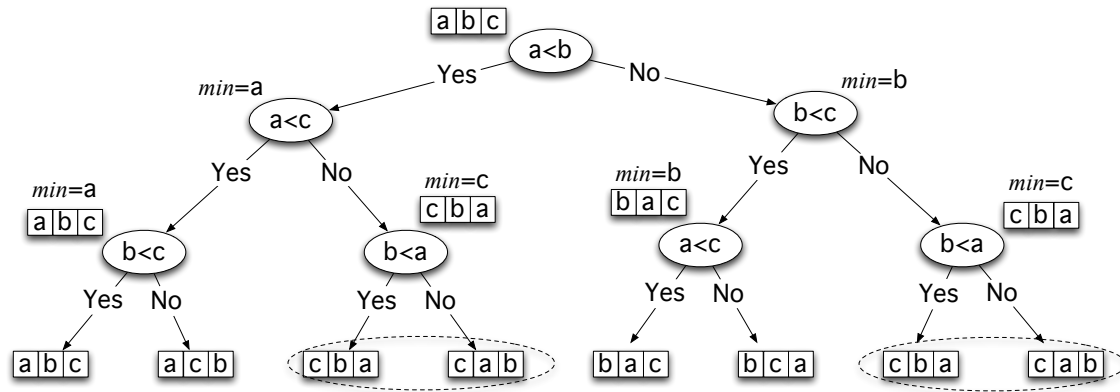 a b c
a<b
Yes
No
min=a
min=b
a<c
b<c
Yes
No
Yes
No
min=a
a b c
min=c
c b a
min=b
b a c
min=c
c b a
b<c
b<a
a<c
b<a
Yes
No
Yes
No
Yes
No
Yes
No
a b c
a c b
c b a
c a b
b a c
b c a
c b a
c a b